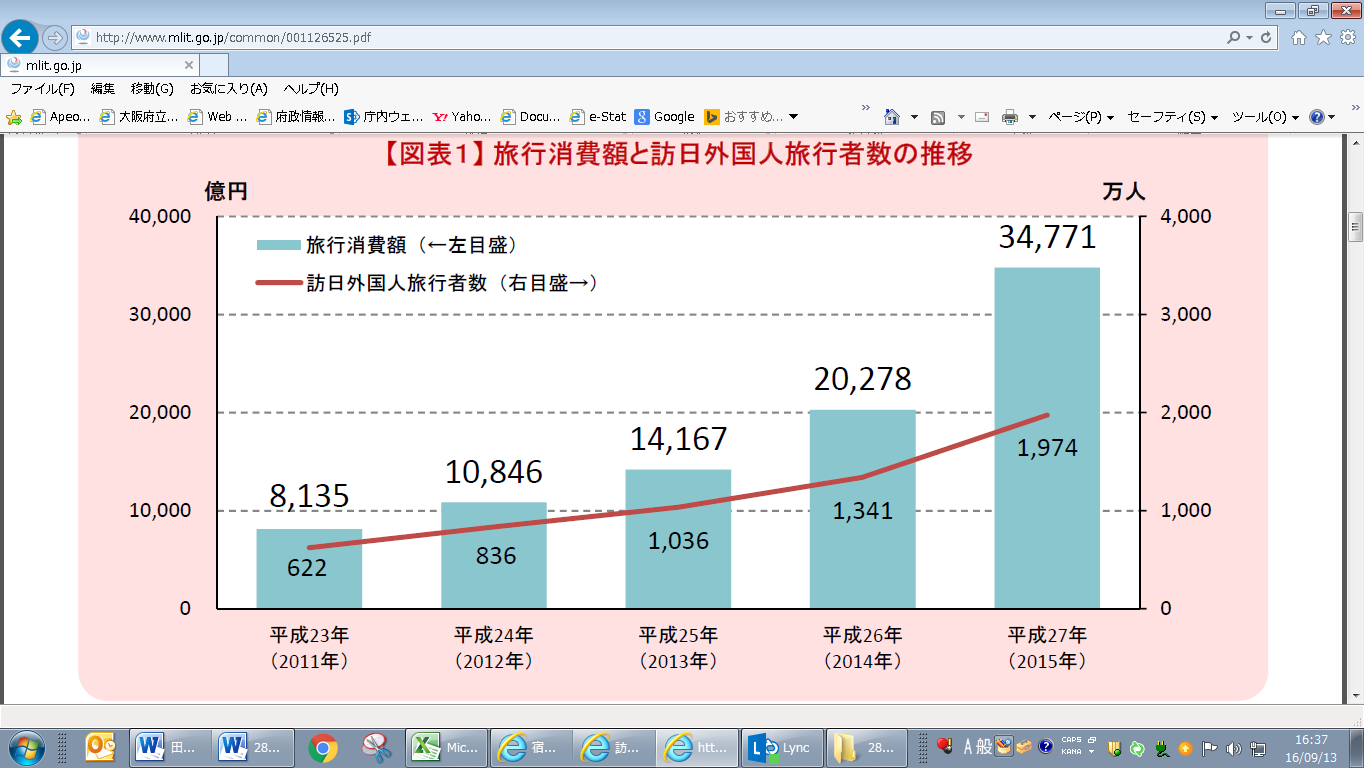 http://www.mlit.go.jp/common/001126525.pdf
mlit.go.jp
ファイル(F) 編集 移動(G) お気に入り(A) ヘルプ(H)
Apeo... 大阪府立... Web ... 府政情報... 庁内ウェ... Yaho... Docu... e-Stat Google おすすめ... ページ(P) セーフティ(S) ツール(O)
【図表１】 旅行消費額と訪日外国人旅行者数の推移
億円 万人
40,000 4,000
34,771
旅行消費額（←左目盛）
訪日外国人旅行者数（右目盛→）
30,000 3,000
20,278
20,000 2,000
14,167
1,974
10,846
8,135
10,000 1,341 1,000
1,036
836
622
0 0
平成23年 平成24年 平成25年 平成26年 平成27年
（2011年） （2012年） （2013年） （2014年） （2015年）
田... 28... Mic... 宿... 訪... htt... Lync 28... A 般 CAPS KANA
16:37
16/09/13